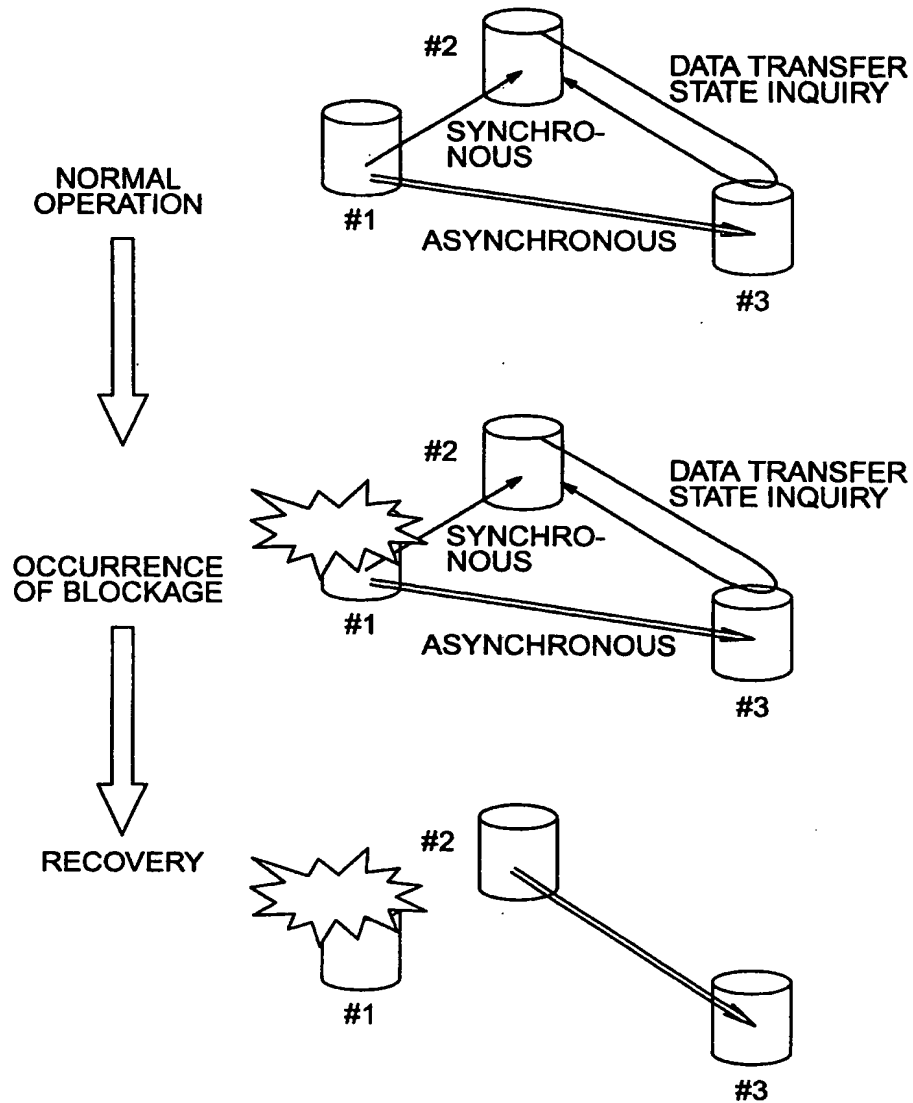 #2
DATA TRANSFER
STATE INQUIRY
SYNCHRO-
NOUS
NORMAL
OPERATION
#1
ASYNCHRONOUS
#3
#2
DATA TRANSFER
STATE INQUIRY
SYNCHRO-
NOUS
OCCURRENCE
OF BLOCKAGE
#1
ASYNCHRONOUS
#3
RECOVERY
#2
#1
#3